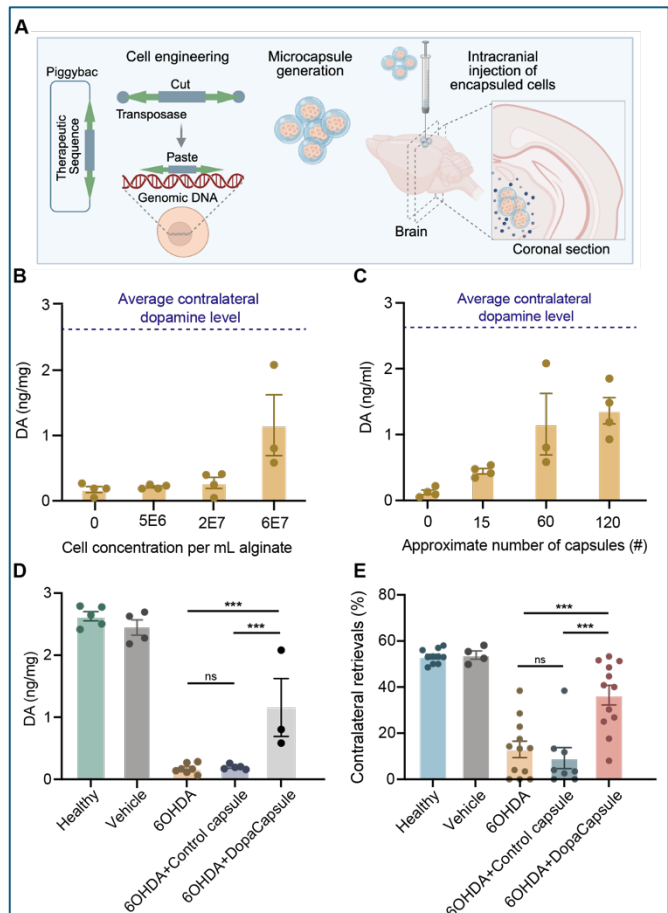 A
Piggybac
Therapeutic
Sequence
Cell engineering
Cut
Transposase
Paste
Genomic DNA
Microcapsule
generation
Intracranial
injection of
encapsuled cells
Brain
Coronal section
B
Average contralateral
dopamine level
3
2
1
0
DA (ng/mg)
0
5E6
2E7
6E7
Cell concentration per mL alginate
C
Average contralateral
dopamine level
3
2
1
0
DA (ng/ml)
0
15
60
120
Approximate number of capsules (#)
D
3
2
1
0
DA (ng/mg)
***
***
ns
Healthy
Vehicle
6OHDA
6OHDA+Control capsule
6OHDA+DopaCapsule
E
80
60
40
20
0
Contralateral retrievals (%)
***
***
ns
Healthy
Vehicle
6OHDA
6OHDA+Control capsule
6OHDA+DopaCapsule